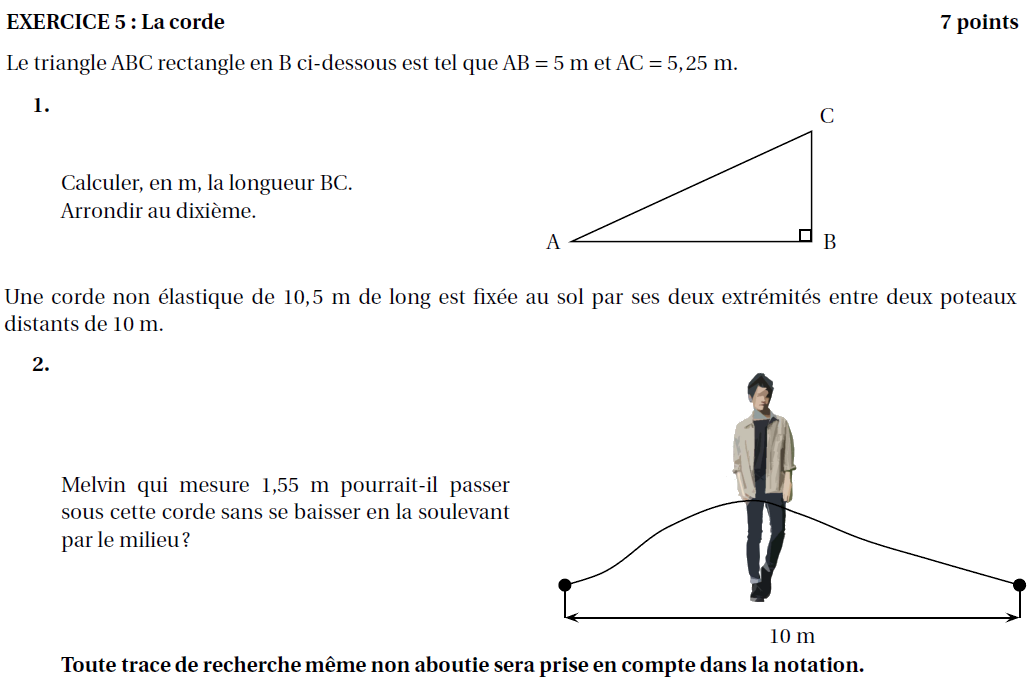 EXERCICE 5 : La corde 7 points
Le triangle ABC rectangle en B ci-dessous est tel que AB = 5 m et AC = 5,25 m.
1.
C
Calculer, en m, la longueur BC.
Arrondir au dixième.
A
B
Une corde non élastique de 10,5 m de long est fixée au sol par ses deux extrémités entre deux poteaux
distants de 10 m.
2.
Melvin qui mesure 1,55 m pourrait-il passer
sous cette corde sans se baisser en la soulevant
par le milieu ?
10 m
Toute trace de recherche même non aboutie sera prise en compte dans la notation.